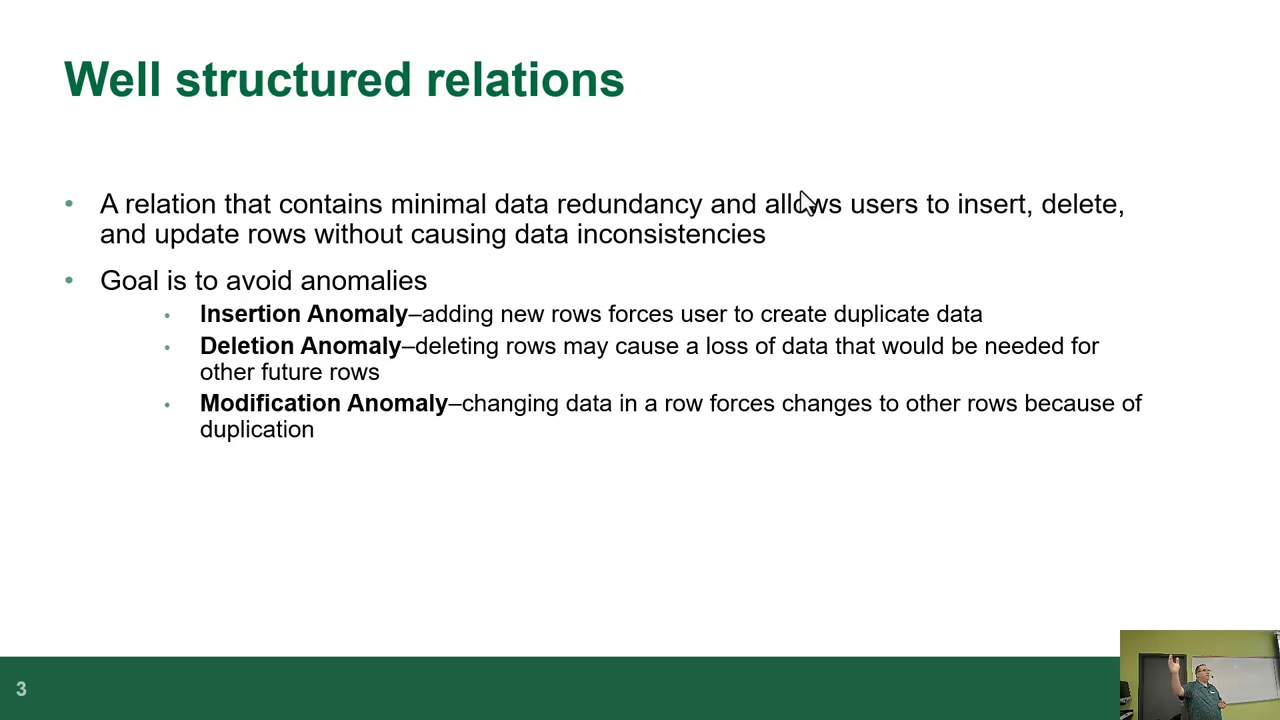 Well structured relations
• A relation that contains minimal data redundancy and allows users to insert, delete,
and update rows without causing data inconsistencies
• Goal is to avoid anomalies
• Insertion Anomaly–adding new rows forces user to create duplicate data
• Deletion Anomaly–deleting rows may cause a loss of data that would be needed for
other future rows
• Modification Anomaly–changing data in a row forces changes to other rows because of
duplication
3